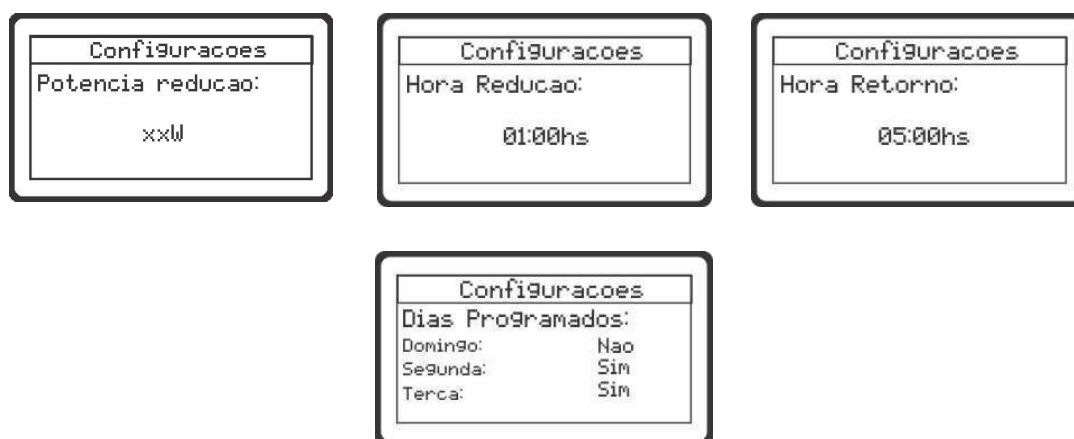 Configuracoes
Potencia reducao:
xxW
Configuracoes
Hora Reducao:
01:00hs
Configuracoes
Hora Retorno:
05:00hs
Configuracoes
Dias Programados:
Domingo: Nao
Segunda: Sim
Terca: Sim